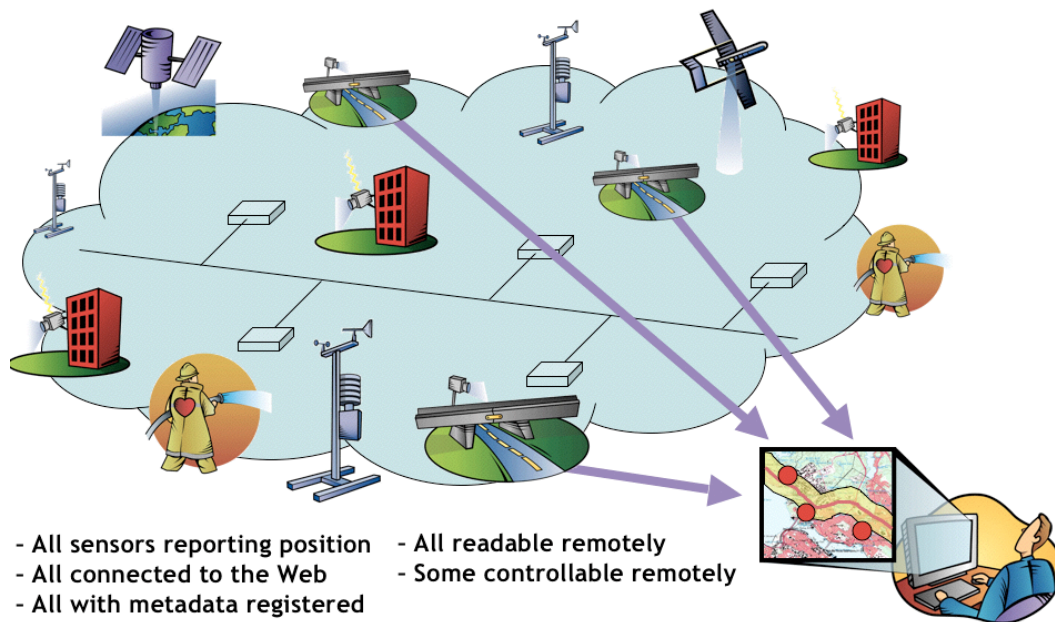 - All sensors reporting position
- All connected to the Web
- All with metadata registered
- All readable remotely
- Some controllable remotely